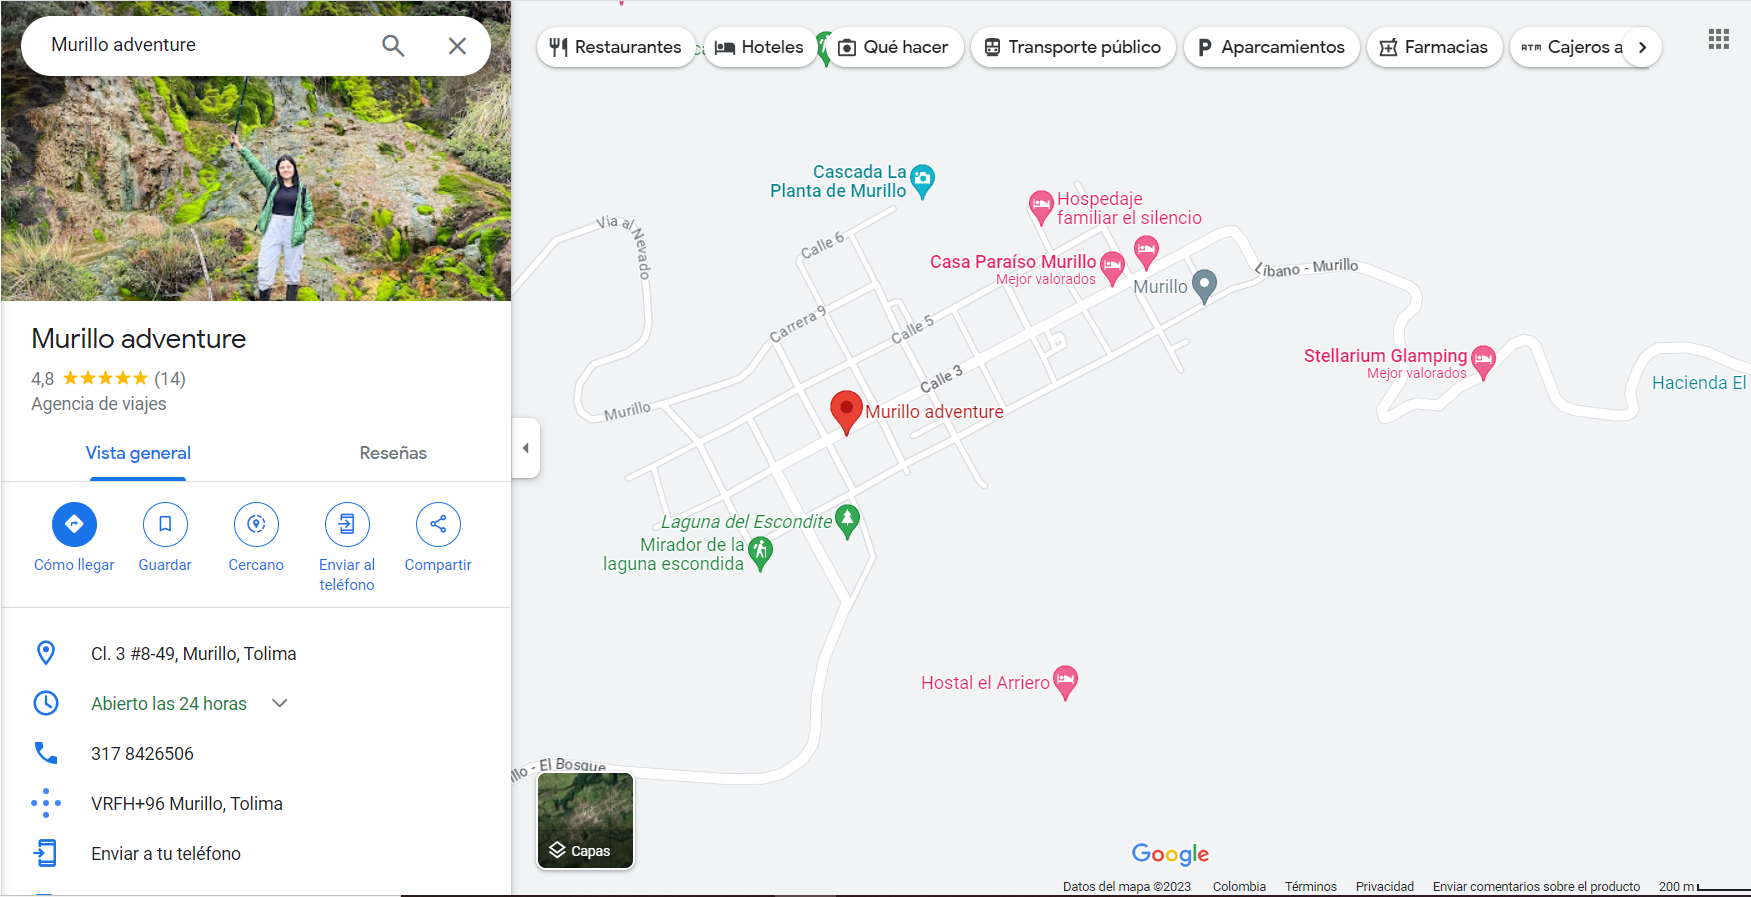 Murillo adventure
Restaurantes
Hoteles
Qué hacer
Transporte público
Aparcamientos
Farmacias
ATM Cajeros a
Murillo adventure
4,8 (14)
Agencia de viajes
Vista general
Reseñas
Cómo llegar
Guardar
Cercano
Enviar al
teléfono
Compartir
Cl. 3 #8-49, Murillo, Tolima
Abierto las 24 horas
317 8426506
VRFH+96 Murillo, Tolima
Enviar a tu teléfono
Cascada La
Planta de Murillo
Hospedaje
familiar el silencio
Vía al Nevado
Calle 6
Casa Paraíso Murillo
Mejor valorados
Murillo
Líbano - Murillo
Carrera 9
Calle 5
Stellarium Glamping
Mejor valorados
Hacienda El
Calle 3
Murillo
Murillo adventure
Laguna del Escondite
Mirador de la
laguna escondida
Hostal el Arriero
llo - El Bosque
Capas
Google
Datos del mapa ©2023
Colombia
Términos
Privacidad
Enviar comentarios sobre el producto
200 m